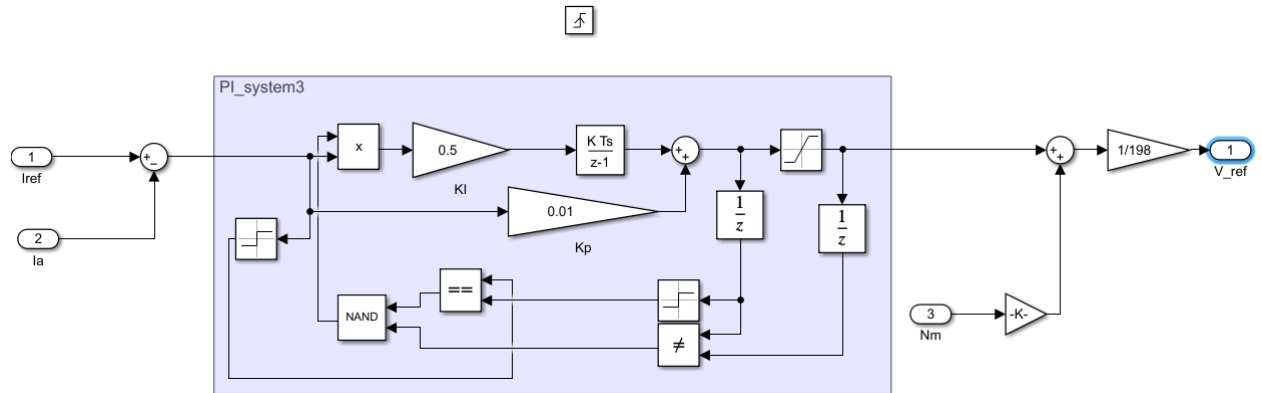 PI_system3
1
Iref
+
−
2
Ia
x
0.5
KI
K Ts
z-1
+
+
0.01
Kp
1
z
1
z
==
NAND
≠
+
+
1/198
1
V_ref
3
Nm
-K-